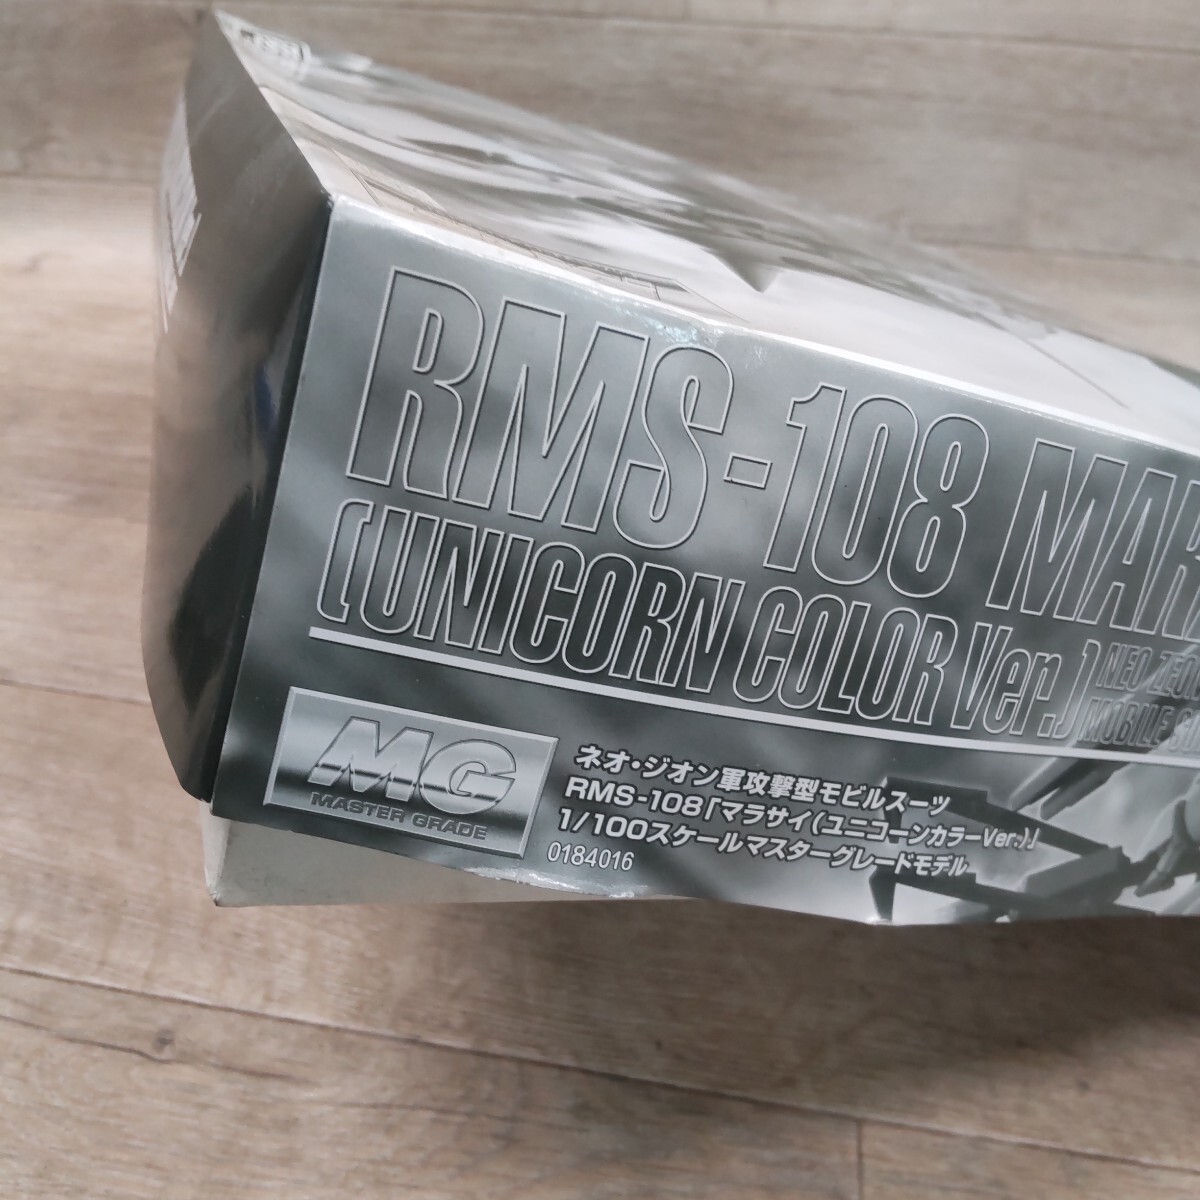 RMS-108 MAR
(UNICORN COLOR Ver.)
NEO ZEON
MOBILE S
MG
MASTER GRADE
ネオ・ジオン軍攻撃型モビルスーツ
RMS-108「マラサイ（ユニコーンカラーVer.）」
1/100スケールマスターグレードモデル
0184016